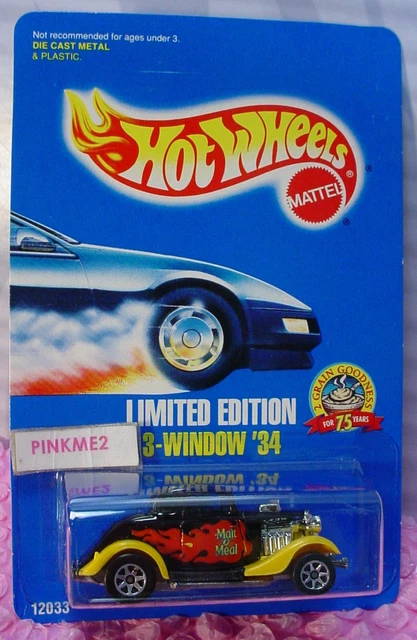 Not recommended for ages under 3.
DIE CAST METAL
& PLASTIC.
HOT WHEELS
®
MATTEL
®
®
2 GRAIN GOODNESS
FOR 75 YEARS
LIMITED EDITION
3-WINDOW '34
PINKME2
Malt
O
Meal
12033